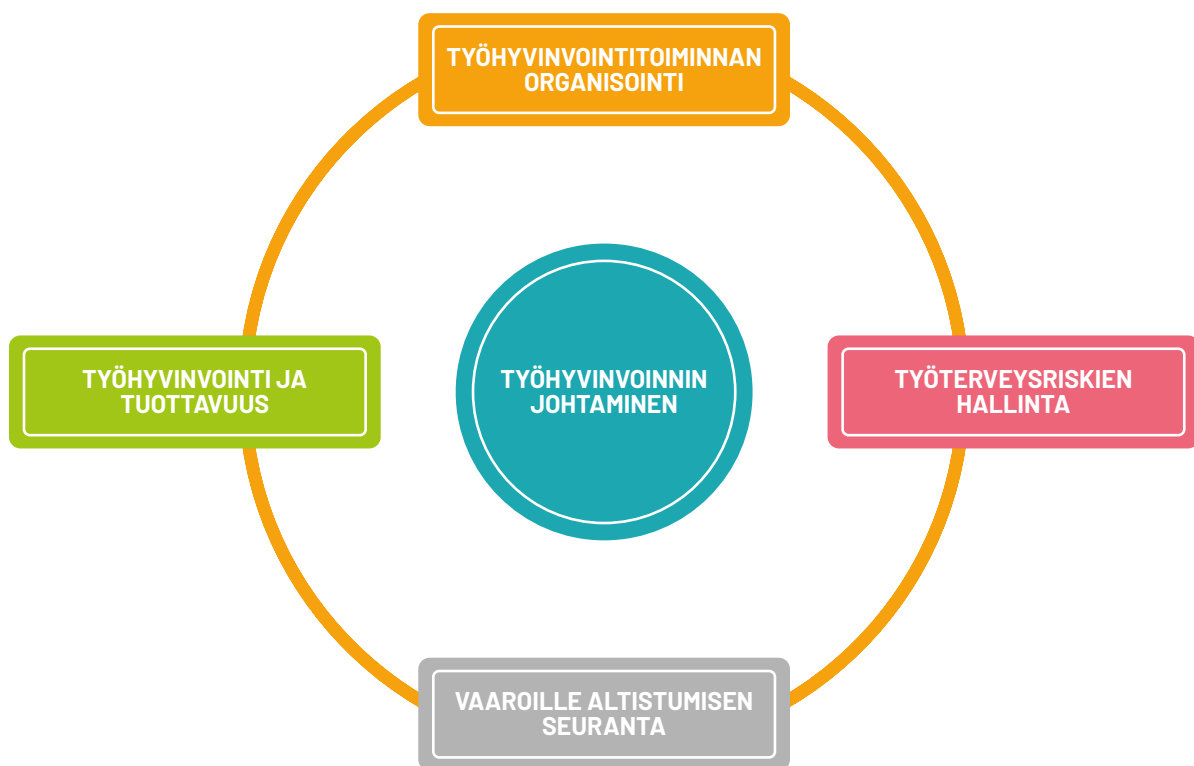 TYÖHYVINVOINTITOIMINNAN
ORGANISOINTI
TYÖHYVINVOINTI JA
TUOTTAVUUS
TYÖHYVINVOINNIN
JOHTAMINEN
TYÖTERVEYSRISKIEN
HALLINTA
VAAROILLE ALTISTUMISEN
SEURANTA